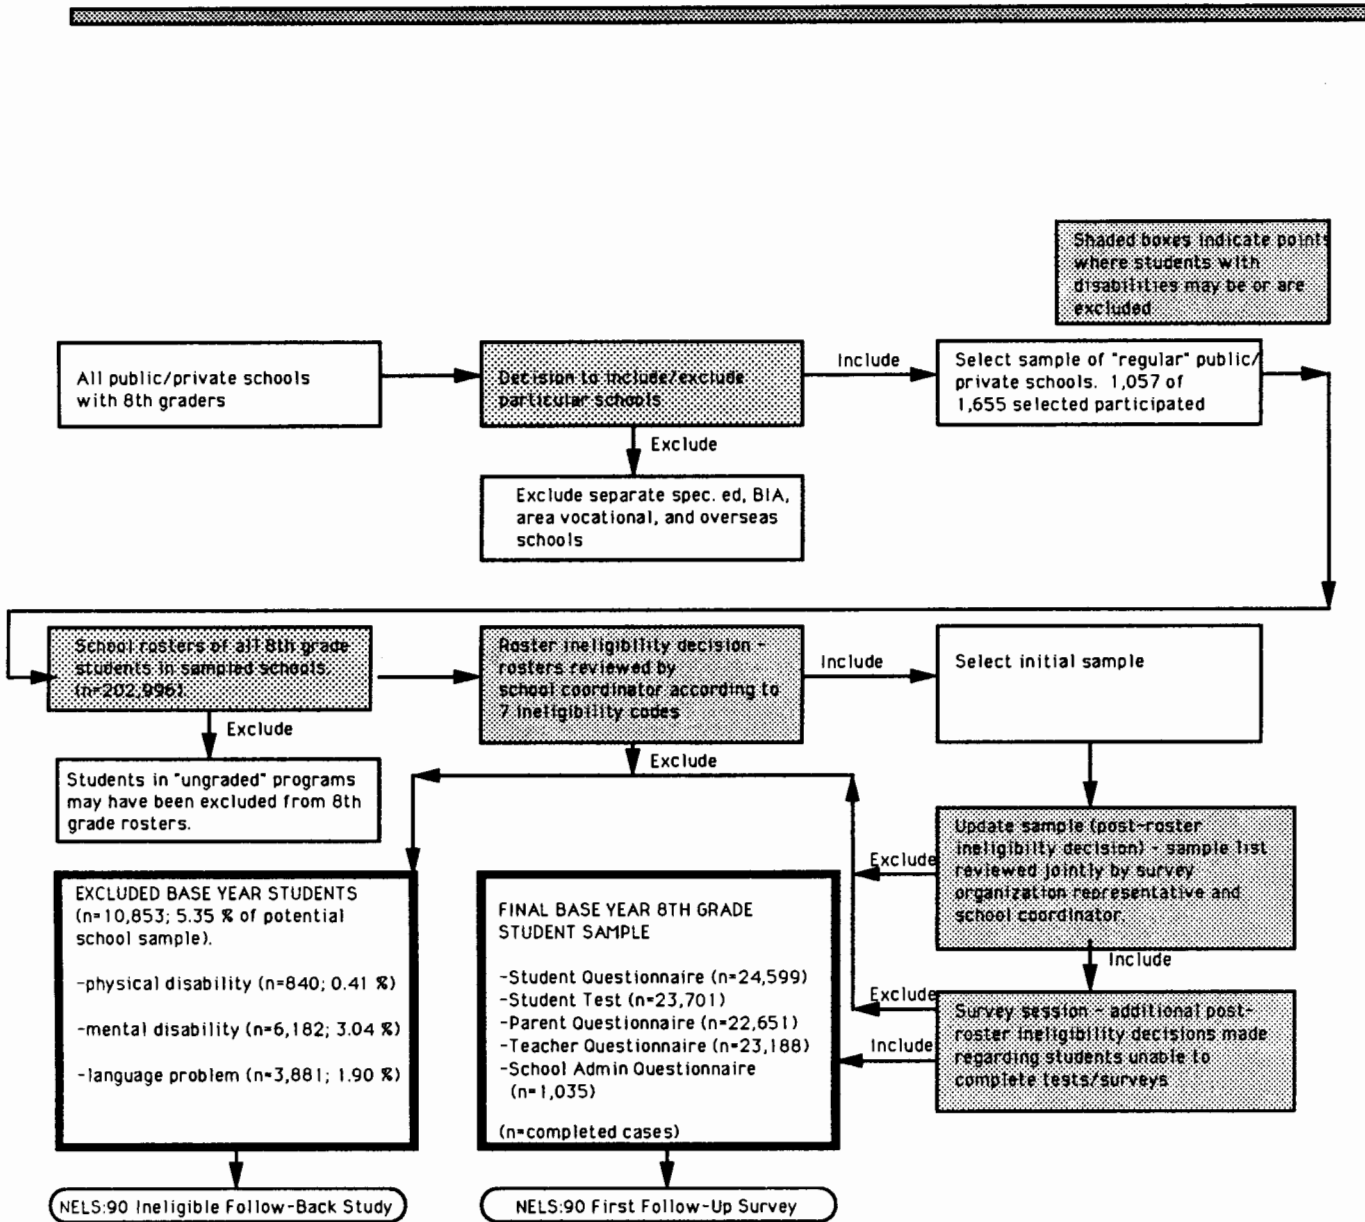 Shaded boxes indicate points
where students with
disabilities may be or are
excluded
All public/private schools
with 8th graders
Decision to include/exclude
particular schools
Include
Select sample of "regular" public/
private schools. 1,057 of
1,655 selected participated
Exclude
Exclude separate spec. ed, BIA,
area vocational, and overseas
schools
School rosters of all 8th grade
students in sampled schools.
(n=202,996).
Roster ineligibility decision -
rosters reviewed by
school coordinator according to
7 ineligibility codes
Include
Select initial sample
Exclude
Students in "ungraded" programs
may have been excluded from 8th
grade rosters.
Exclude
Update sample (post-roster
ineligibilty decision) - sample list
reviewed jointly by survey
organization representative and
school coordinator.
Exclude
Include
EXCLUDED BASE YEAR STUDENTS
(n=10,853; 5.35 % of potential
school sample).
-physical disability (n=840; 0.41 %)
-mental disability (n=6,182; 3.04 %)
-language problem (n=3,881; 1.90 %)
FINAL BASE YEAR 8TH GRADE
STUDENT SAMPLE
-Student Questionnaire (n=24,599)
-Student Test (n=23,701)
-Parent Questionnaire (n=22,651)
-Teacher Questionnaire (n=23,188)
-School Admin Questionnaire
(n=1,035)
(n=completed cases)
Exclude
Include
Survey session - additional post-
roster ineligibility decisions made
regarding students unable to
complete tests/surveys
NELS:90 Ineligible Follow-Back Study
NELS:90 First Follow-Up Survey